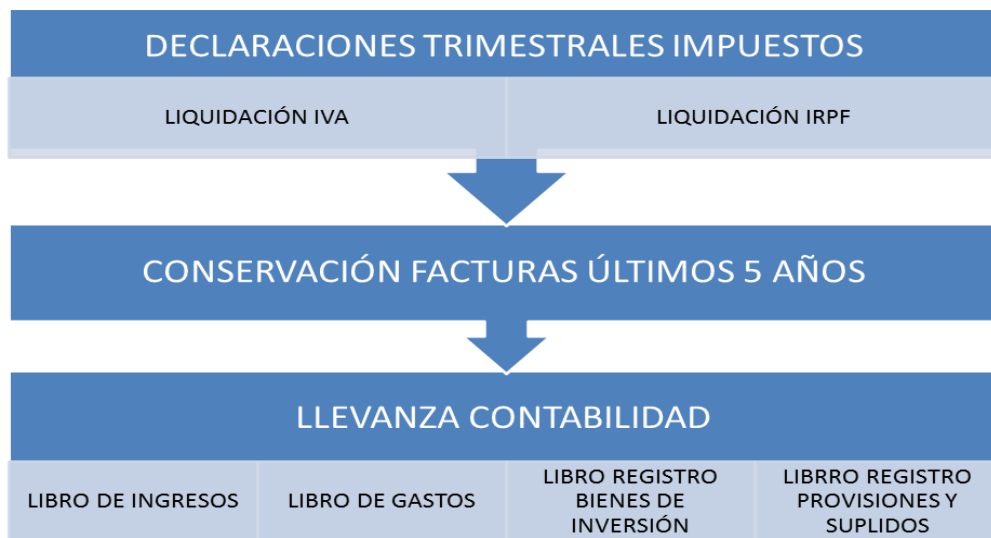 DECLARACIONES TRIMESTRALES IMPUESTOS
LIQUIDACIÓN IVA
LIQUIDACIÓN IRPF
CONSERVACIÓN FACTURAS ÚLTIMOS 5 AÑOS
LLEVANZA CONTABILIDAD
LIBRO DE INGRESOS
LIBRO DE GASTOS
LIBRO REGISTRO
BIENES DE
INVERSIÓN
LIBRRO REGISTRO
PROVISIONES Y
SUPLIDOS